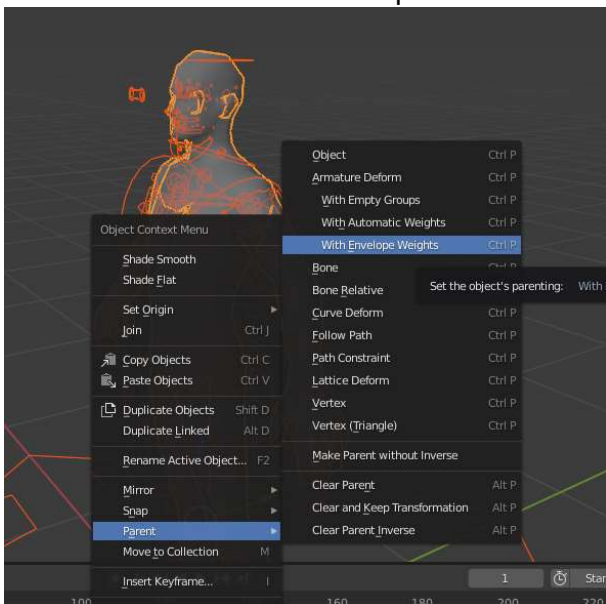 Object Context Menu
Shade Smooth
Shade Flat
Set Origin
Join Ctrl J
Copy Objects Ctrl C
Paste Objects Ctrl V
Duplicate Objects Shift D
Duplicate Linked Alt D
Rename Active Object... F2
Mirror
Snap
Parent
Move to Collection M
Insert Keyframe... I
Object Ctrl P
Armature Deform Ctrl P
With Empty Groups Ctrl P
With Automatic Weights Ctrl P
With Envelope Weights Ctrl P
Bone Ctrl P
Bone Relative
Set the object's parenting: With
Curve Deform Ctrl P
Follow Path Ctrl P
Path Constraint Ctrl P
Lattice Deform Ctrl P
Vertex Ctrl P
Vertex (Triangle) Ctrl P
Make Parent without Inverse
Clear Parent Alt P
Clear and Keep Transformation Alt P
Clear Parent Inverse Alt P
1 Star
100 160 180 200 220